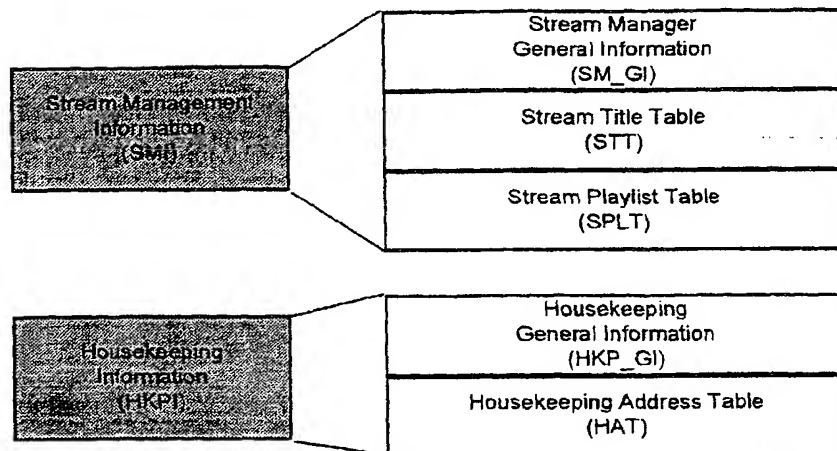 Stream Management
Information
(SMI)
Stream Manager
General Information
(SM_GI)
Stream Title Table
(STT)
Stream Playlist Table
(SPLT)
Housekeeping
Information
(HKPI)
Housekeeping
General Information
(HKP_GI)
Housekeeping Address Table
(HAT)